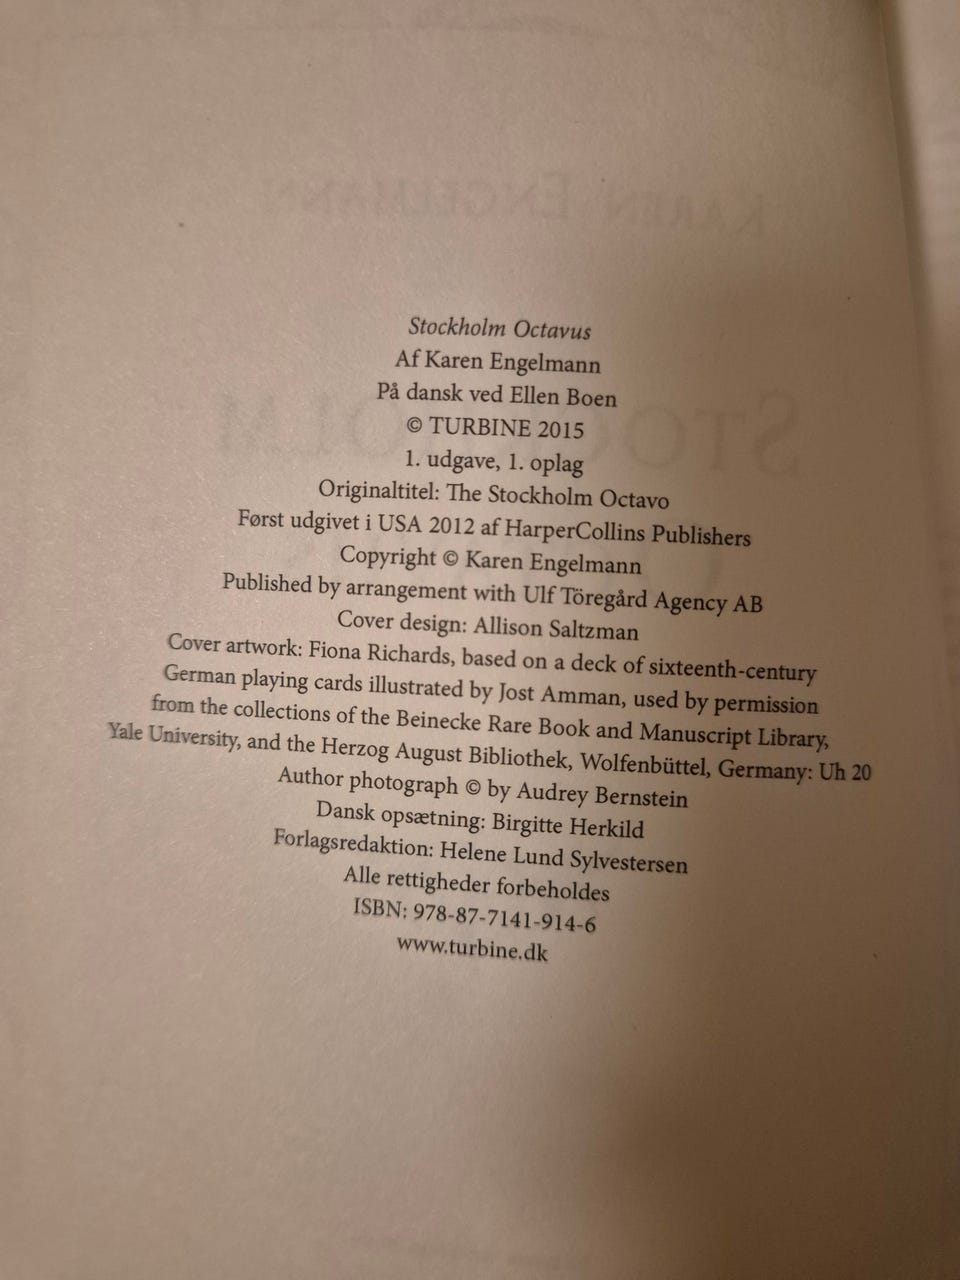 Stockholm Octavus
Af Karen Engelmann
På dansk ved Ellen Boen
© TURBINE 2015
1. udgave, 1. oplag
Originaltitel: The Stockholm Octavo
Først udgivet i USA 2012 af HarperCollins Publishers
Copyright © Karen Engelmann
Published by arrangement with Ulf Töregård Agency AB
Cover design: Allison Saltzman
Cover artwork: Fiona Richards, based on a deck of sixteenth-century
German playing cards illustrated by Jost Amman, used by permission
from the collections of the Beinecke Rare Book and Manuscript Library,
Yale University, and the Herzog August Bibliothek, Wolfenbüttel, Germany: Uh 20
Author photograph © by Audrey Bernstein
Dansk opsætning: Birgitte Herkild
Forlagsredaktion: Helene Lund Sylvestersen
Alle rettigheder forbeholdes
ISBN: 978-87-7141-914-6
www.turbine.dk